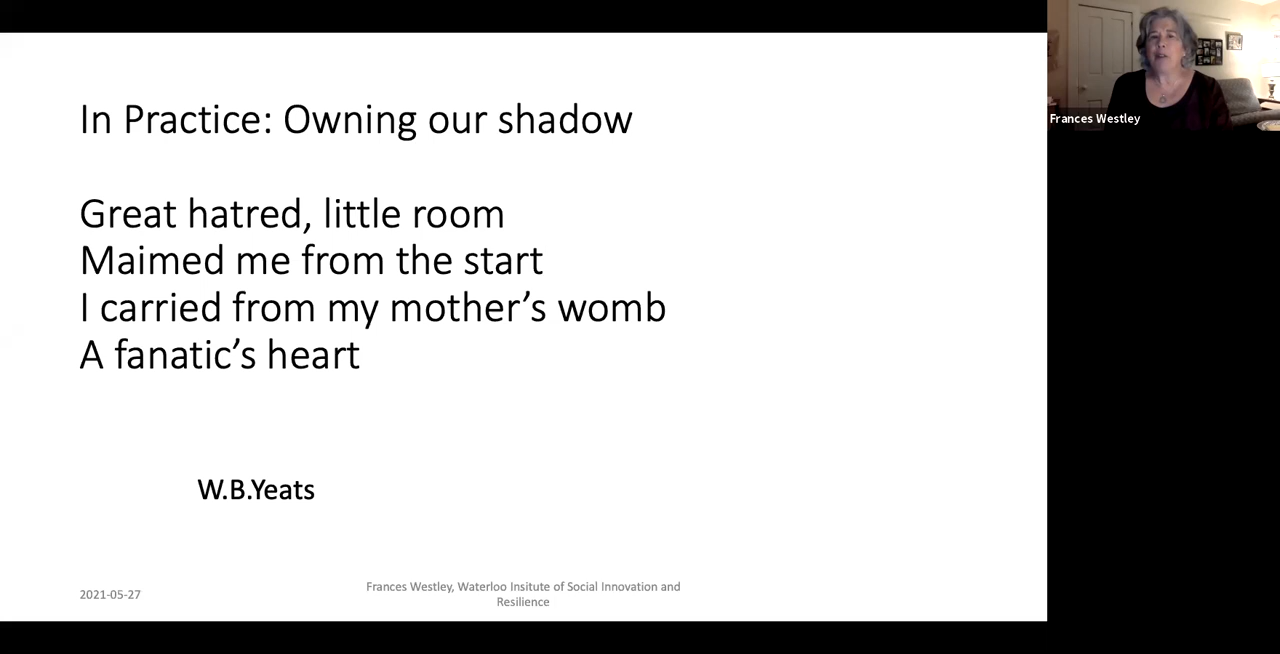 In Practice: Owning our shadow
Great hatred, little room
Maimed me from the start
I carried from my mother’s womb
A fanatic’s heart
W.B.Yeats
2021-05-27
Frances Westley, Waterloo Insitute of Social Innovation and
Resilience
Frances Westley